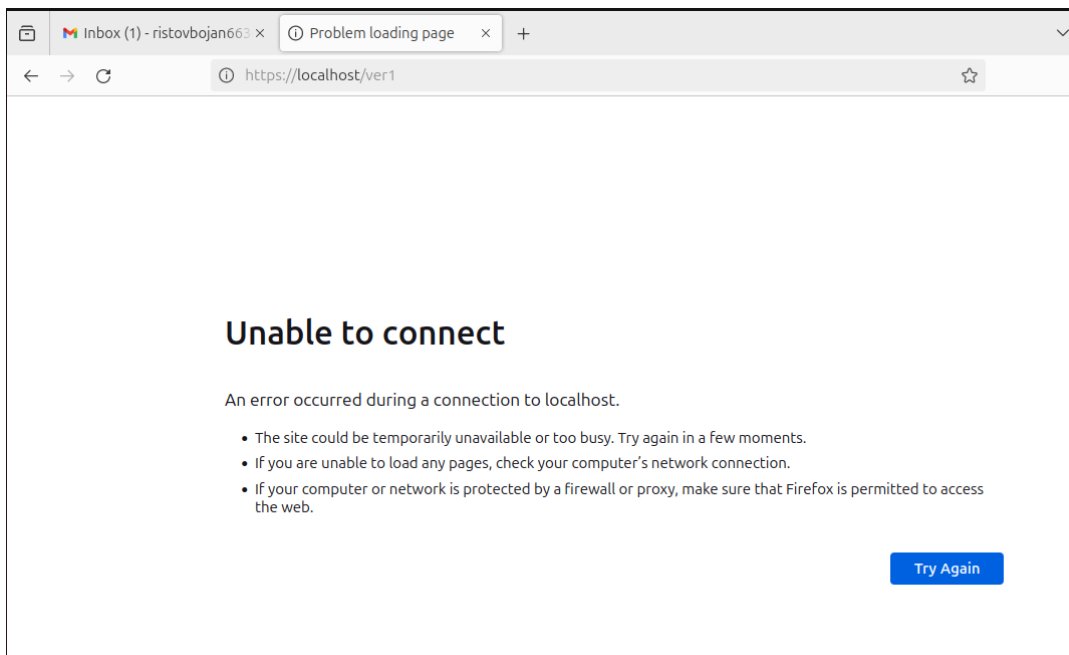 Inbox (1) - ristovbojan663
Problem loading page
https://localhost/ver1
Unable to connect
An error occurred during a connection to localhost.
The site could be temporarily unavailable or too busy. Try again in a few moments.
If you are unable to load any pages, check your computer’s network connection.
If your computer or network is protected by a firewall or proxy, make sure that Firefox is permitted to access
the web.
Try Again